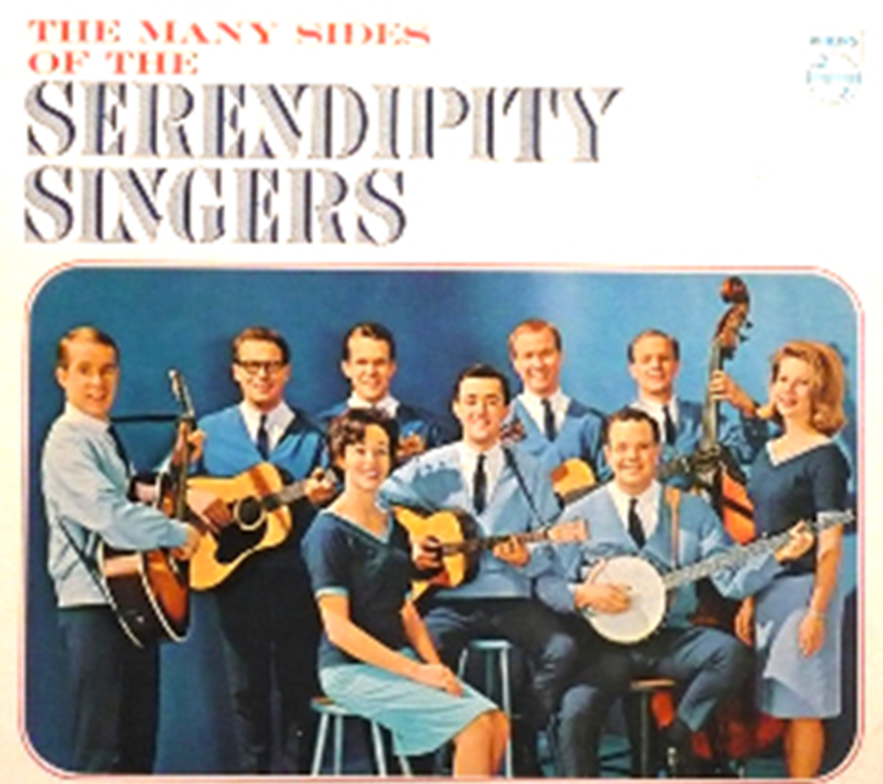 THE MANY SIDES
OF THE
SERENDIPITY
SINGERS